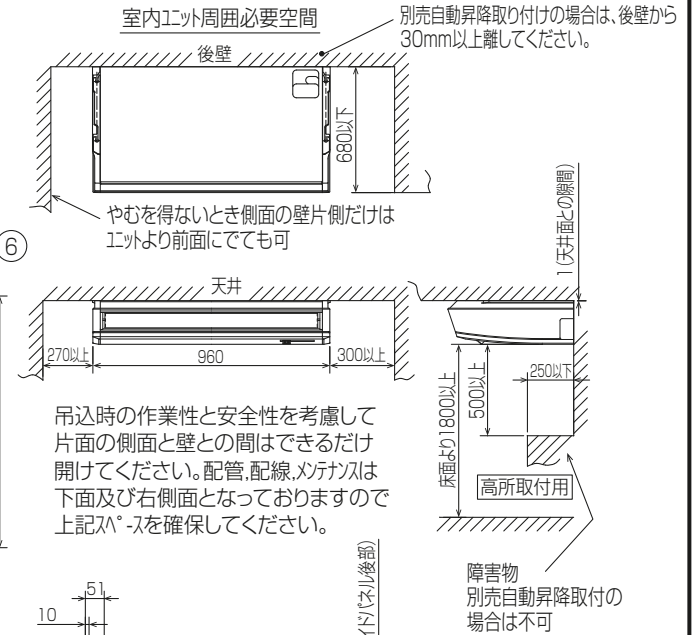 室内ユニット周囲必要空間
別売自動昇降取り付けの場合は、後壁から
30mm以上離してください。
後壁
680以下
やむを得ないとき側面の壁片側だけは
ユニットより前面にでても可
1(天井面との隙間)
⑥
天井
270以上
960
300以上
床面より1800以上
500以上
250以下
吊込時の作業性と安全性を考慮して
片面の側面と壁との間はできるだけ
開けてください。配管,配線,メンテナンスは
下面及び右側面となっておりますので
上記スペースを確保してください。
高所取付用
障害物
別売自動昇降取付の
場合は不可
51
10
イドパネル後部)